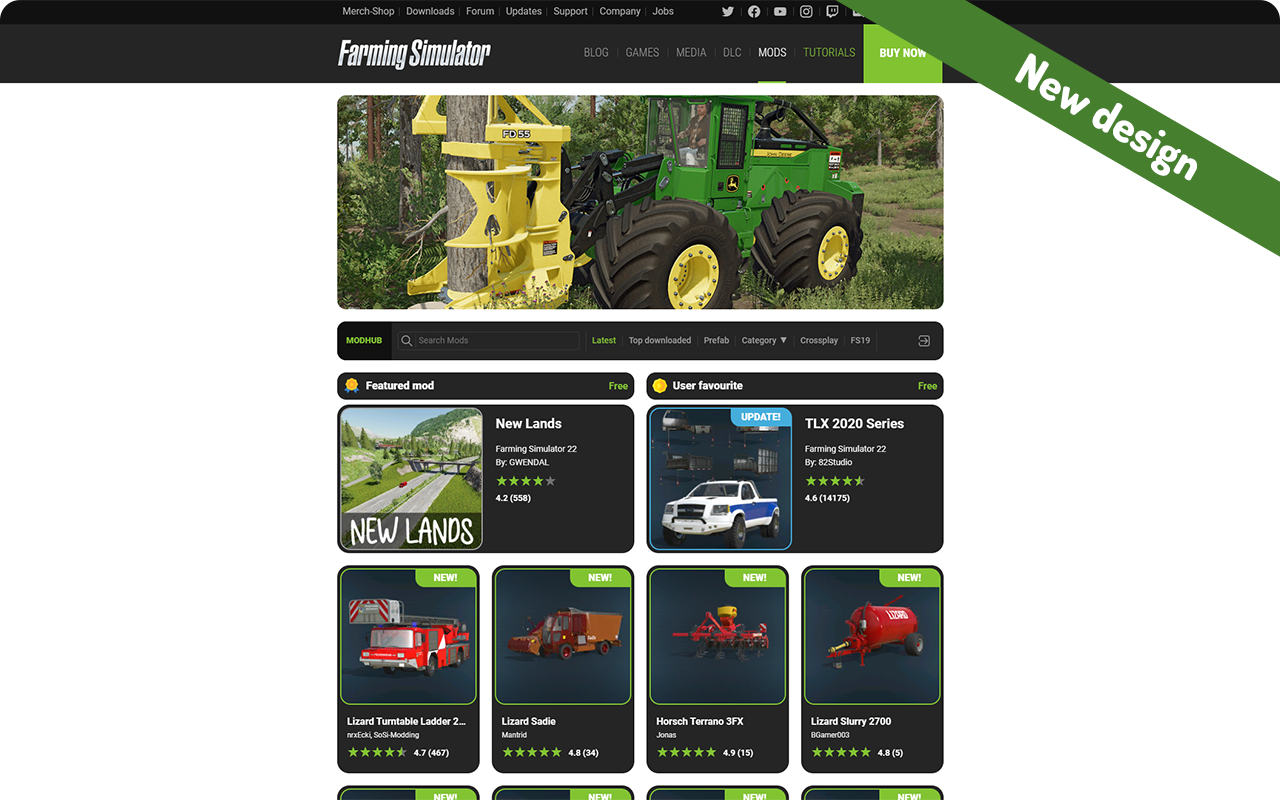 Merch-Shop Downloads Forum Updates Support Company Jobs
Farming Simulator
BLOG GAMES MEDIA DLC MODS TUTORIALS BUY NOW
New design
FD 55
JOHN DEERE
MODHUB Search Mods Latest Top downloaded Prefab Category ▼ Crossplay FS19
Featured mod Free
User favourite Free
NEW LANDS
New Lands
Farming Simulator 22
By: GWENDAL
4.2 (558)
UPDATE!
TLX 2020 Series
Farming Simulator 22
By: 82Studio
4.6 (14175)
NEW! NEW! NEW! NEW!
LIZARD
Lizard Turntable Ladder 2...
nrxEcki, SoSi-Modding
4.7 (467)
Lizard Sadie
Mantrid
4.8 (34)
Horsch Terrano 3FX
Jonas
4.9 (15)
Lizard Slurry 2700
BGamer003
4.8 (5)
NEW! NEW! NEW! NEW!